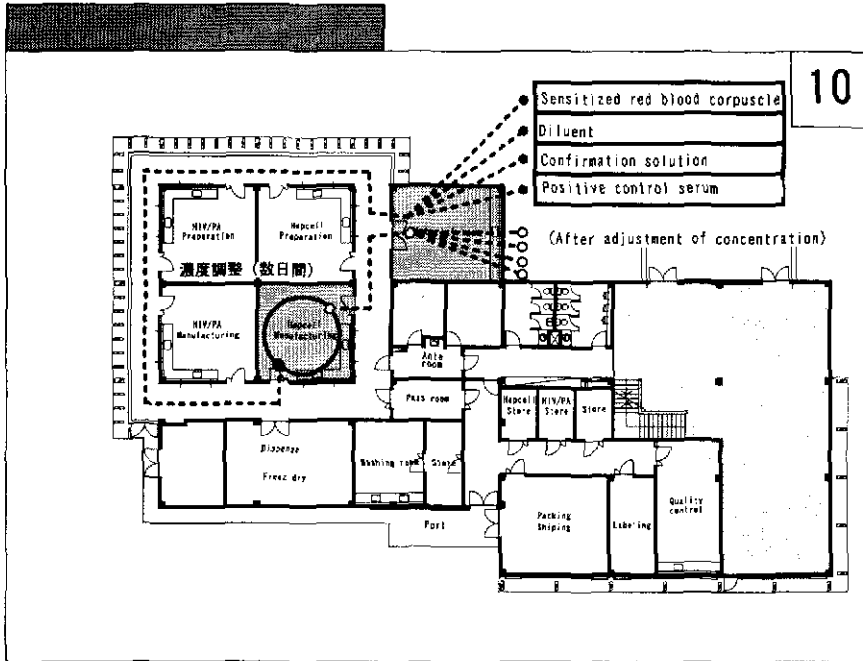 10
Sensitized red blood corpuscle
Diluent
Confirmation solution
Positive control serum
(After adjustment of concentration)
HIV/PA
Preparation
Hepcell
Preparation
濃度調整 (数日間)
HIV/PA
Manufacturing
Hepcell
Manufacturing
Ante
room
Pass room
Hepcell
Store
HIV/PA
Store
Store
Dispense
Freeze dry
Washing room
Store
Port
Packing
Shiping
Labeling
Quality
control